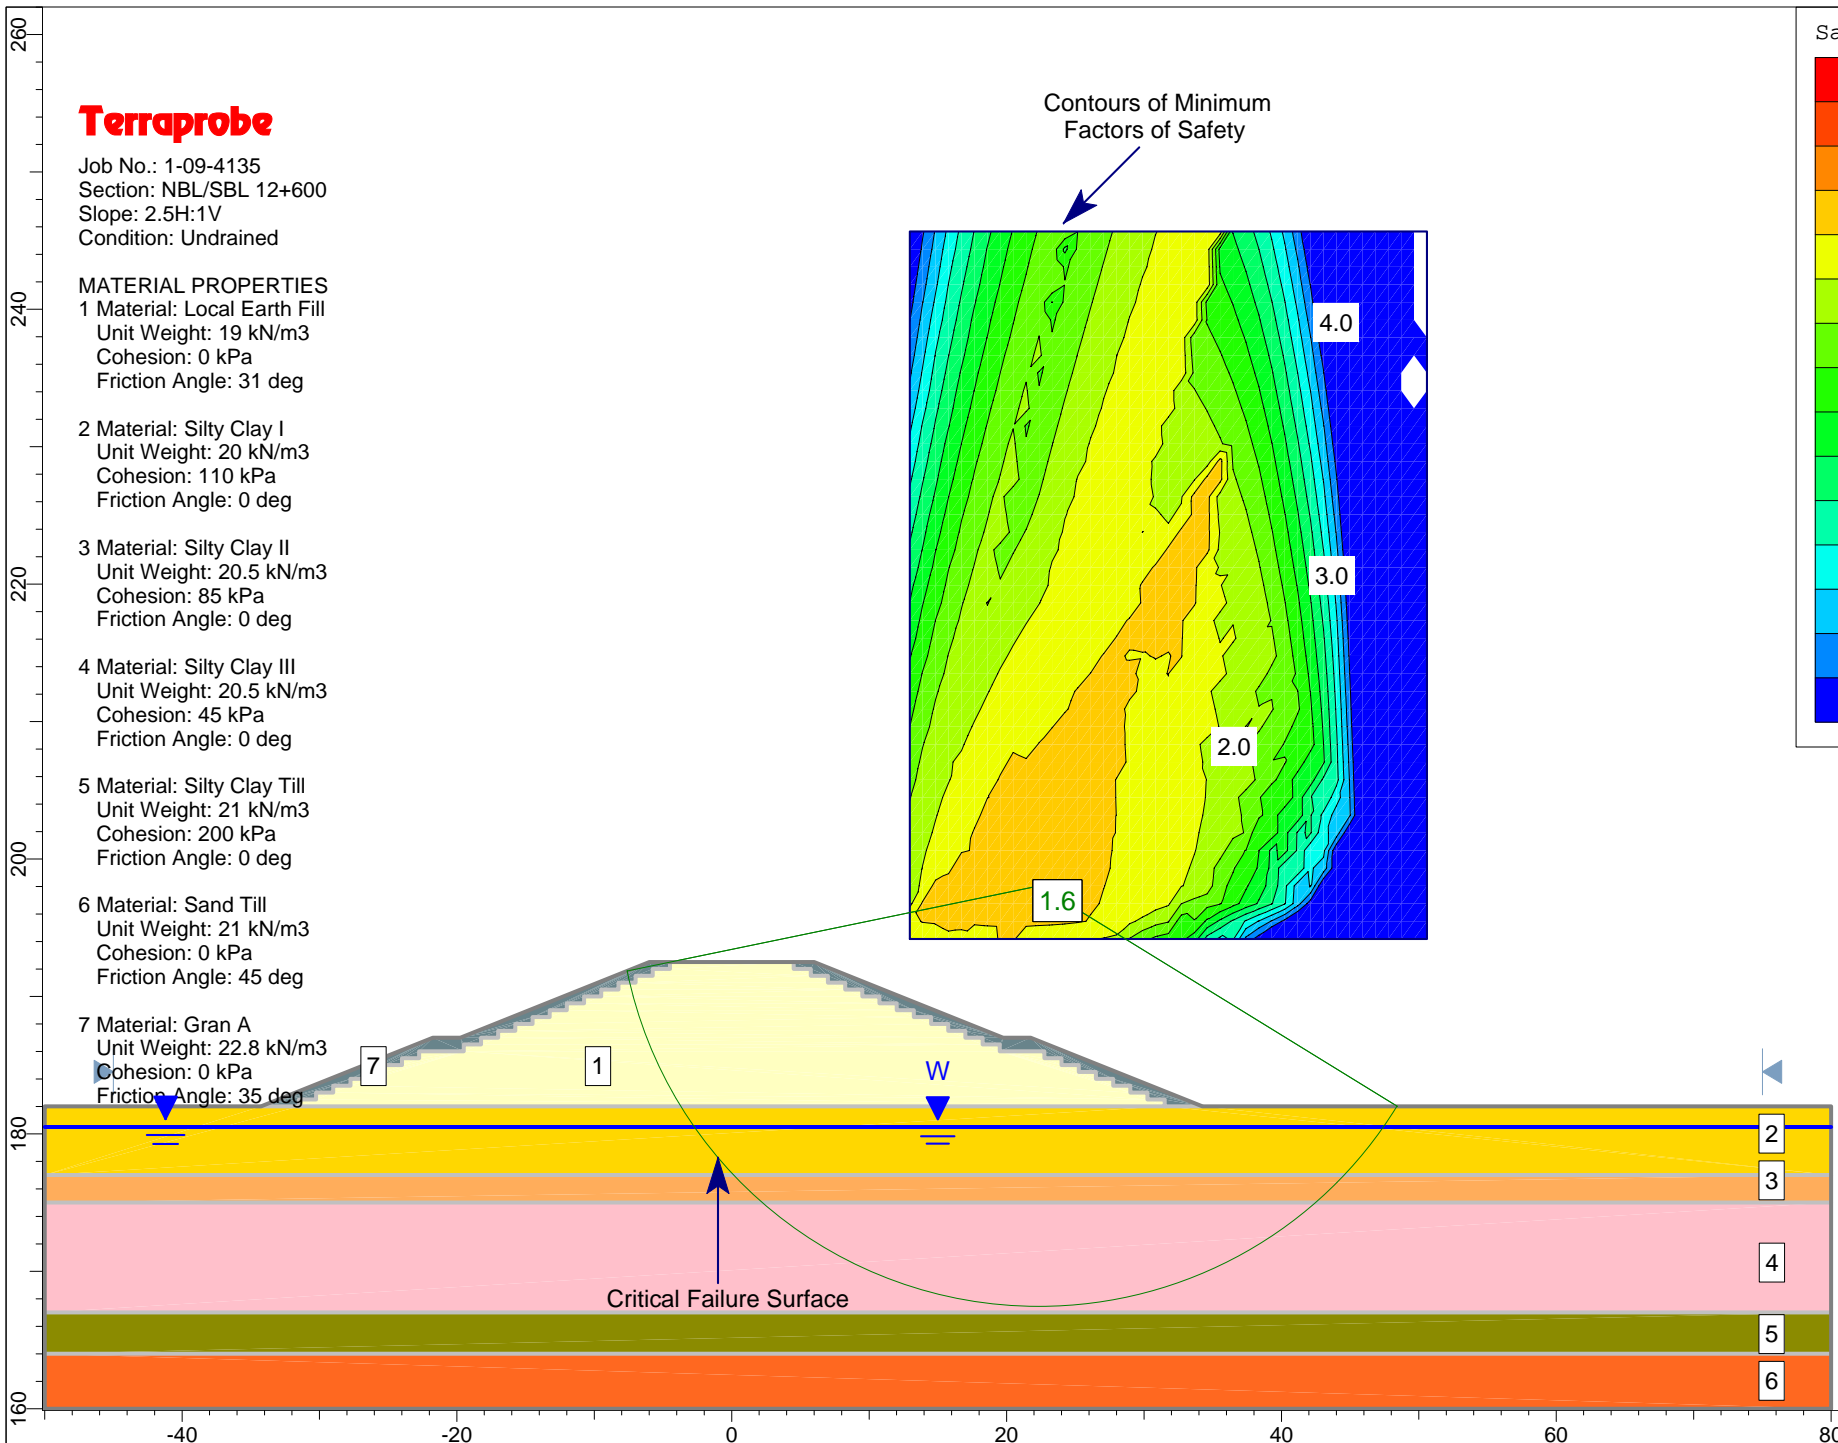 Terraprobe
Job No.: 1-09-4135
Section: NBL/SBL 12+600
Slope: 2.5H:1V
Condition: Undrained
MATERIAL PROPERTIES
1 Material: Local Earth Fill
Unit Weight: 19 kN/m3
Cohesion: 0 kPa
Friction Angle: 31 deg
2 Material: Silty Clay I
Unit Weight: 20 kN/m3
Cohesion: 110 kPa
Friction Angle: 0 deg
3 Material: Silty Clay II
Unit Weight: 20.5 kN/m3
Cohesion: 85 kPa
Friction Angle: 0 deg
4 Material: Silty Clay III
Unit Weight: 20.5 kN/m3
Cohesion: 45 kPa
Friction Angle: 0 deg
5 Material: Silty Clay Till
Unit Weight: 21 kN/m3
Cohesion: 200 kPa
Friction Angle: 0 deg
6 Material: Sand Till
Unit Weight: 21 kN/m3
Cohesion: 0 kPa
Friction Angle: 45 deg
7 Material: Gran A
Unit Weight: 22.8 kN/m3
Cohesion: 0 kPa
Friction Angle: 35 deg
Contours of Minimum
Factors of Safety
Sa
4.0
3.0
2.0
1.6
7
1
W
2
3
4
5
6
Critical Failure Surface
260
240
220
200
180
160
-40
-20
0
20
40
60
80